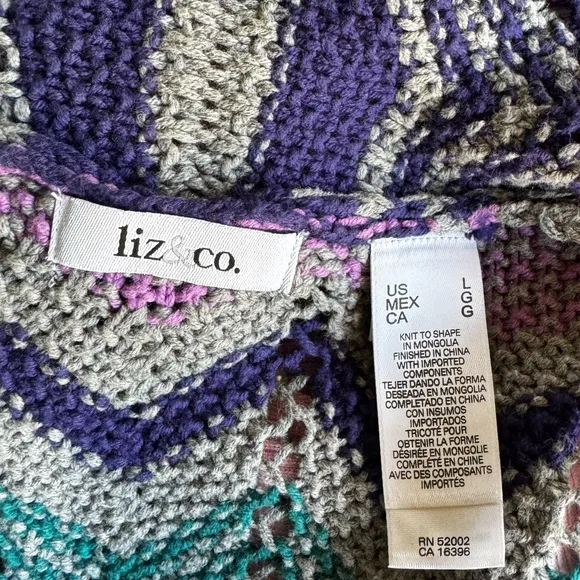 liz&co.
US L
MEX G
CA G
KNIT TO SHAPE
IN MONGOLIA
FINISHED IN CHINA
WITH IMPORTED
COMPONENTS
TEJER DANDO LA FORMA
DESEADA EN MONGOLIA
COMPLETADO EN CHINA
CON INSUMOS
IMPORTADOS
TRICOTÉ POUR
OBTENIR LA FORME
DÉSIRÉE EN MONGOLIE
COMPLÉTÉ EN CHINE
AVEC DES COMPOSANTS
IMPORTÉS
RN 52002
CA 16396